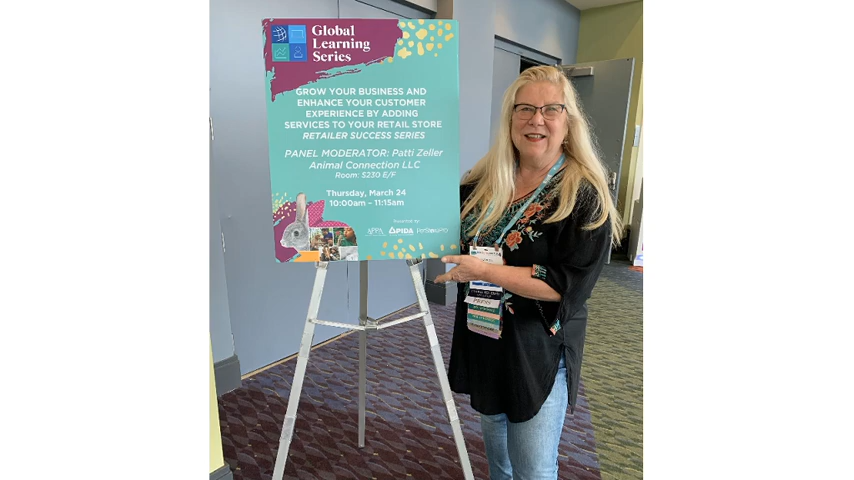 Global
Learning
Series
GROW YOUR BUSINESS AND
ENHANCE YOUR CUSTOMER
EXPERIENCE BY ADDING
SERVICES TO YOUR RETAIL STORE
RETAILER SUCCESS SERIES
PANEL MODERATOR: Patti Zeller
Animal Connection LLC
Room: S230 E/F
Thursday, March 24
10:00am – 11:15am
APPA PIDA